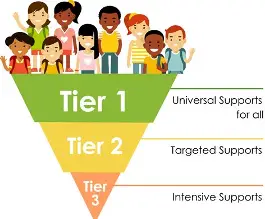 Tier 1
Universal Supports
for all
Tier 2
Targeted Supports
Tier
3
Intensive Supports